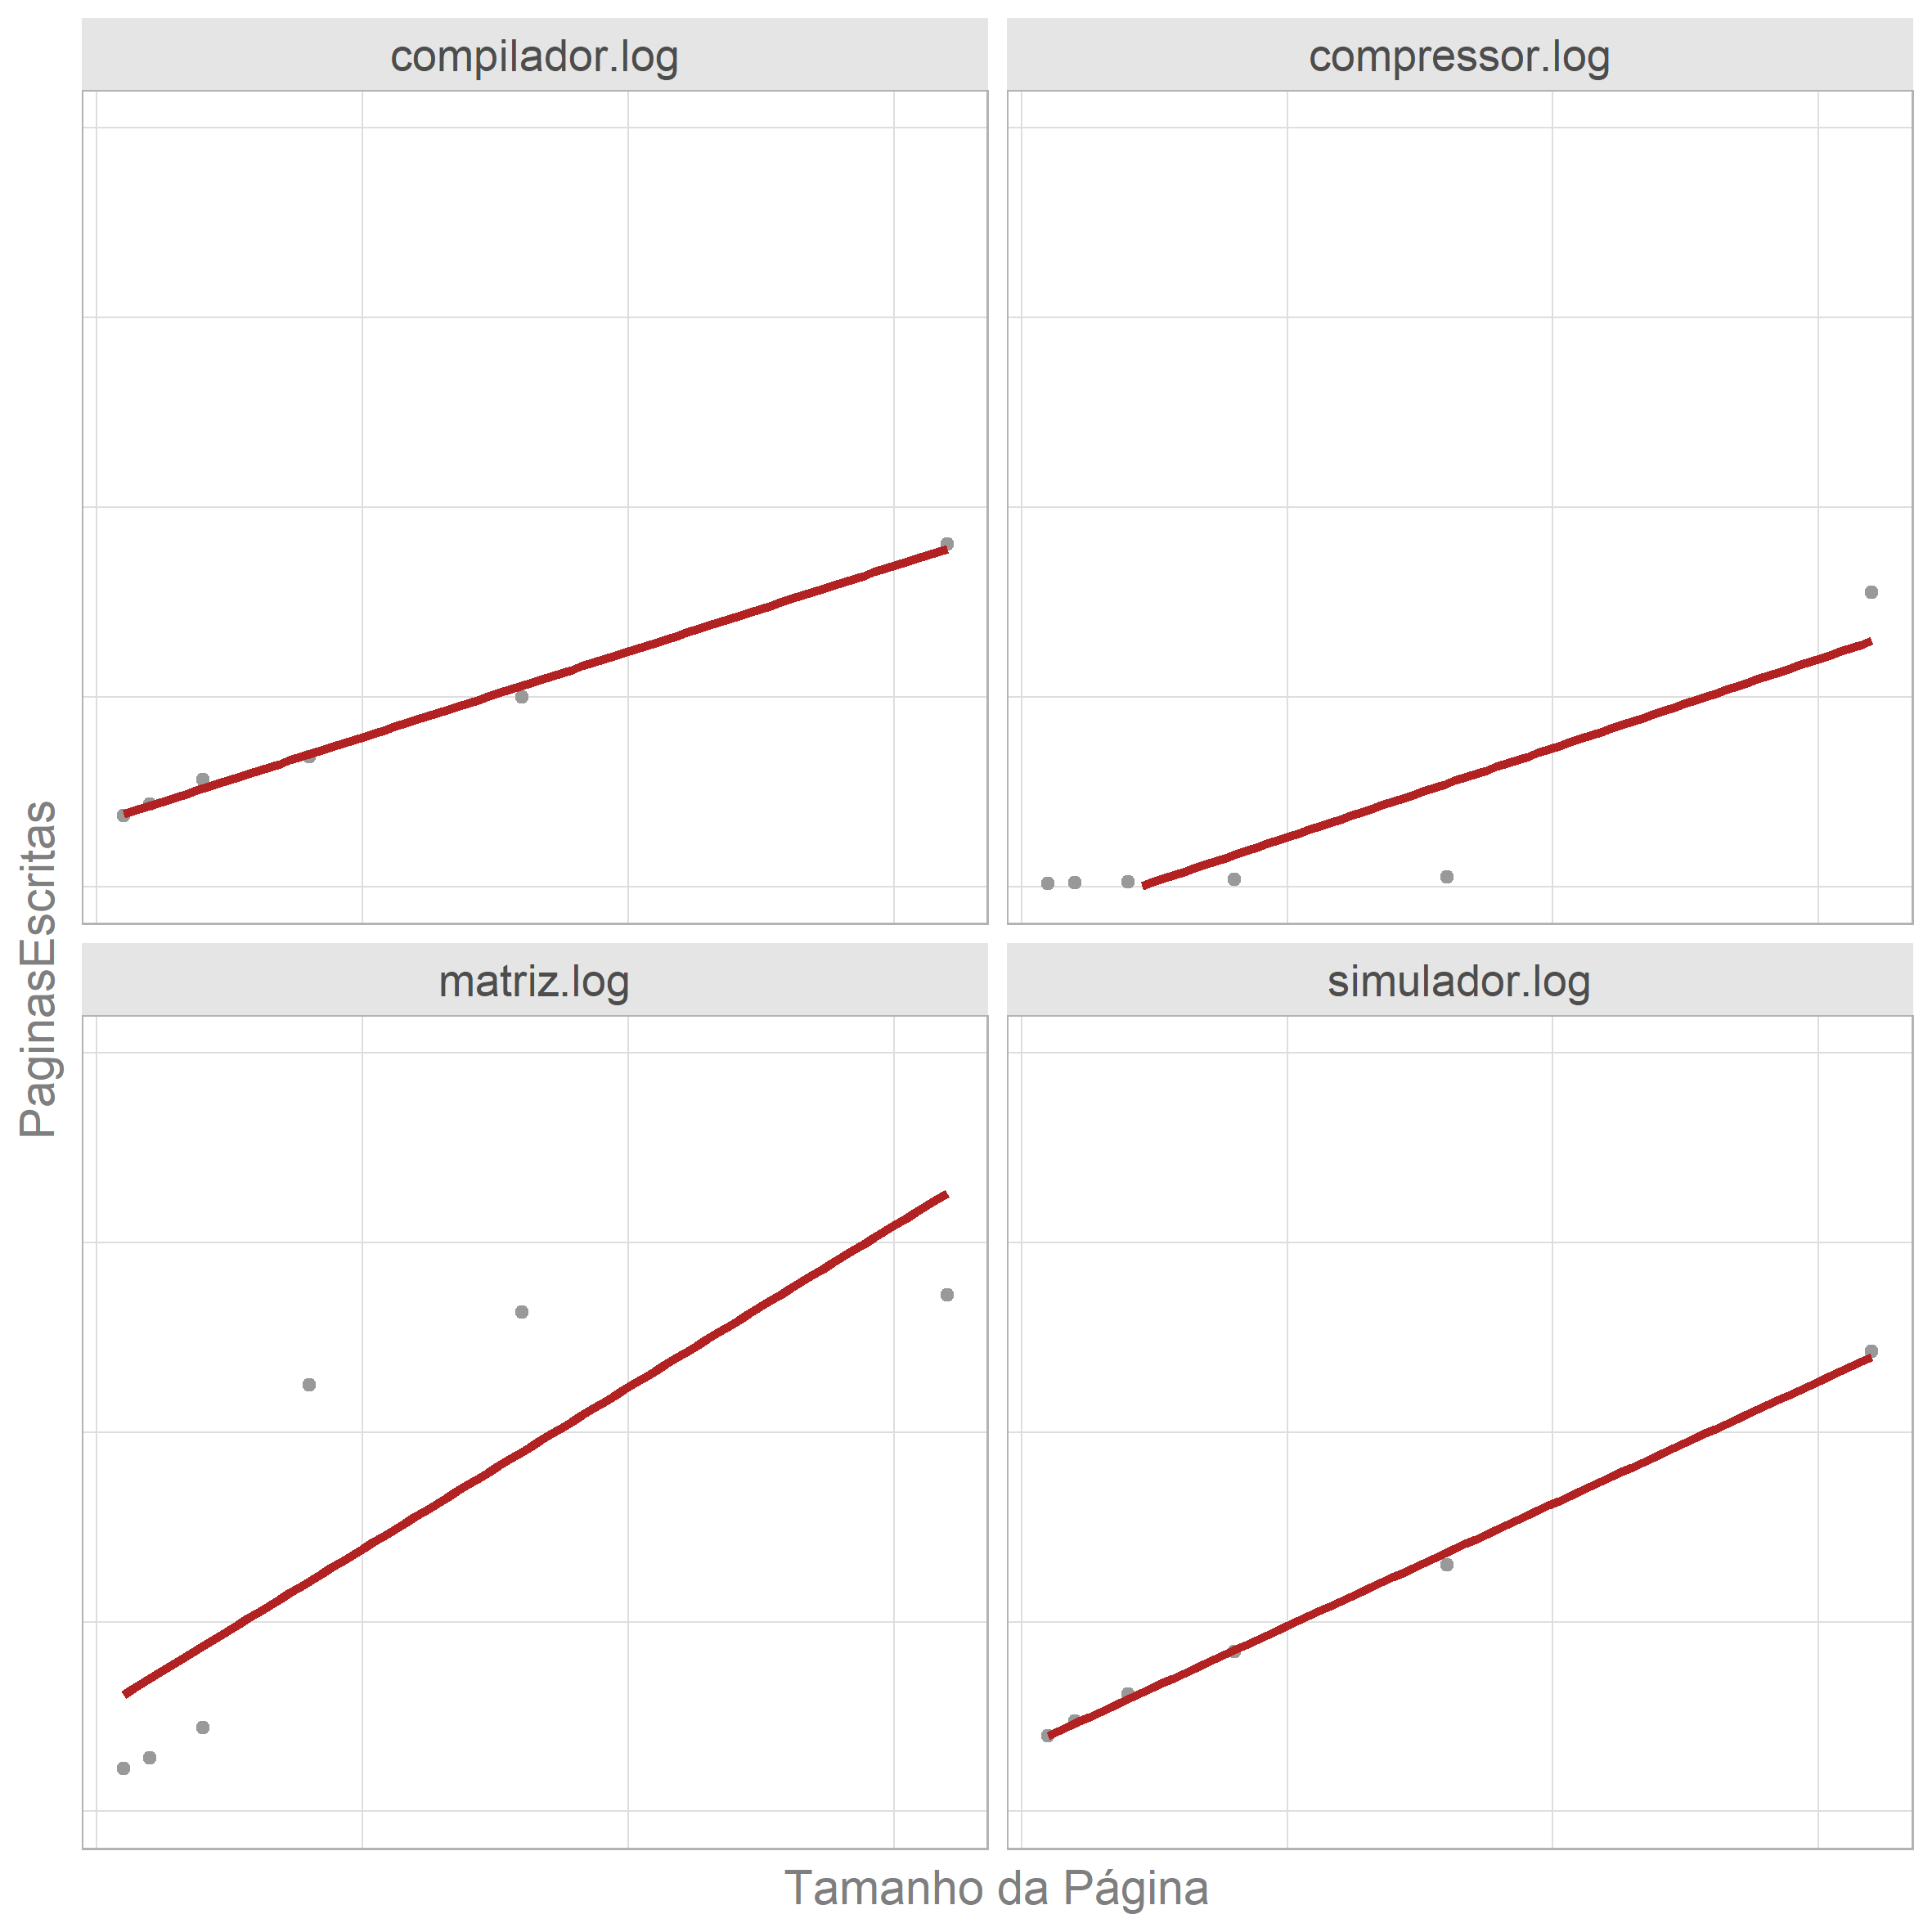 compilador.log
compressor.log
PaginasEscritas
matriz.log
simulador.log
Tamanho da Página